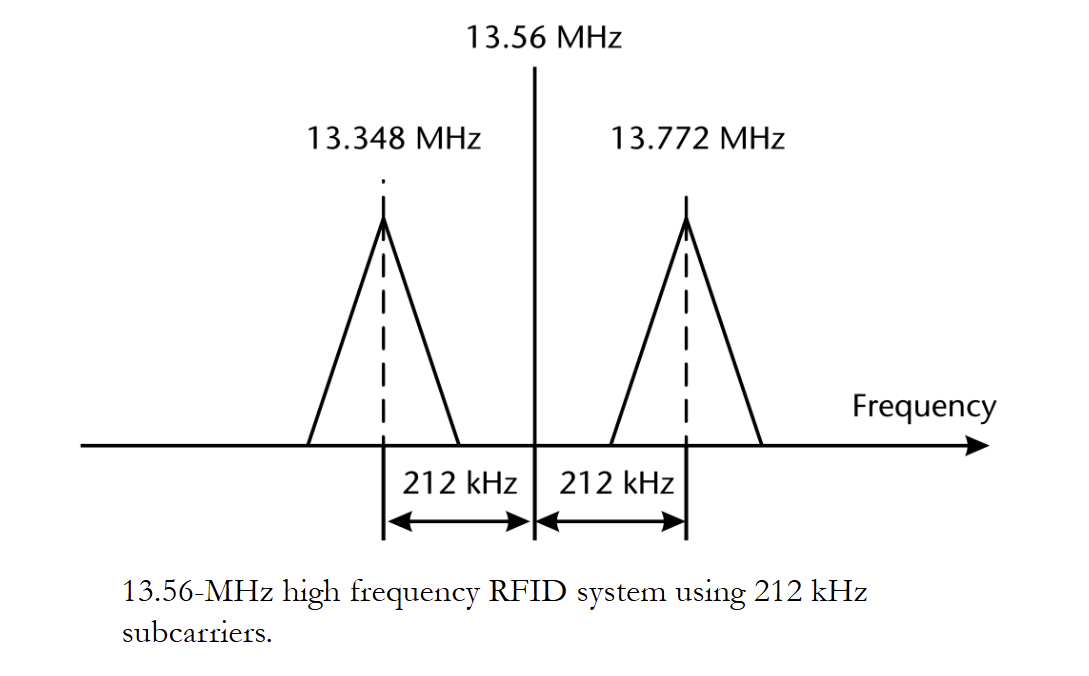 13.56 MHz
13.348 MHz
13.772 MHz
Frequency
212 kHz
212 kHz
13.56-MHz high frequency RFID system using 212 kHz
subcarriers.